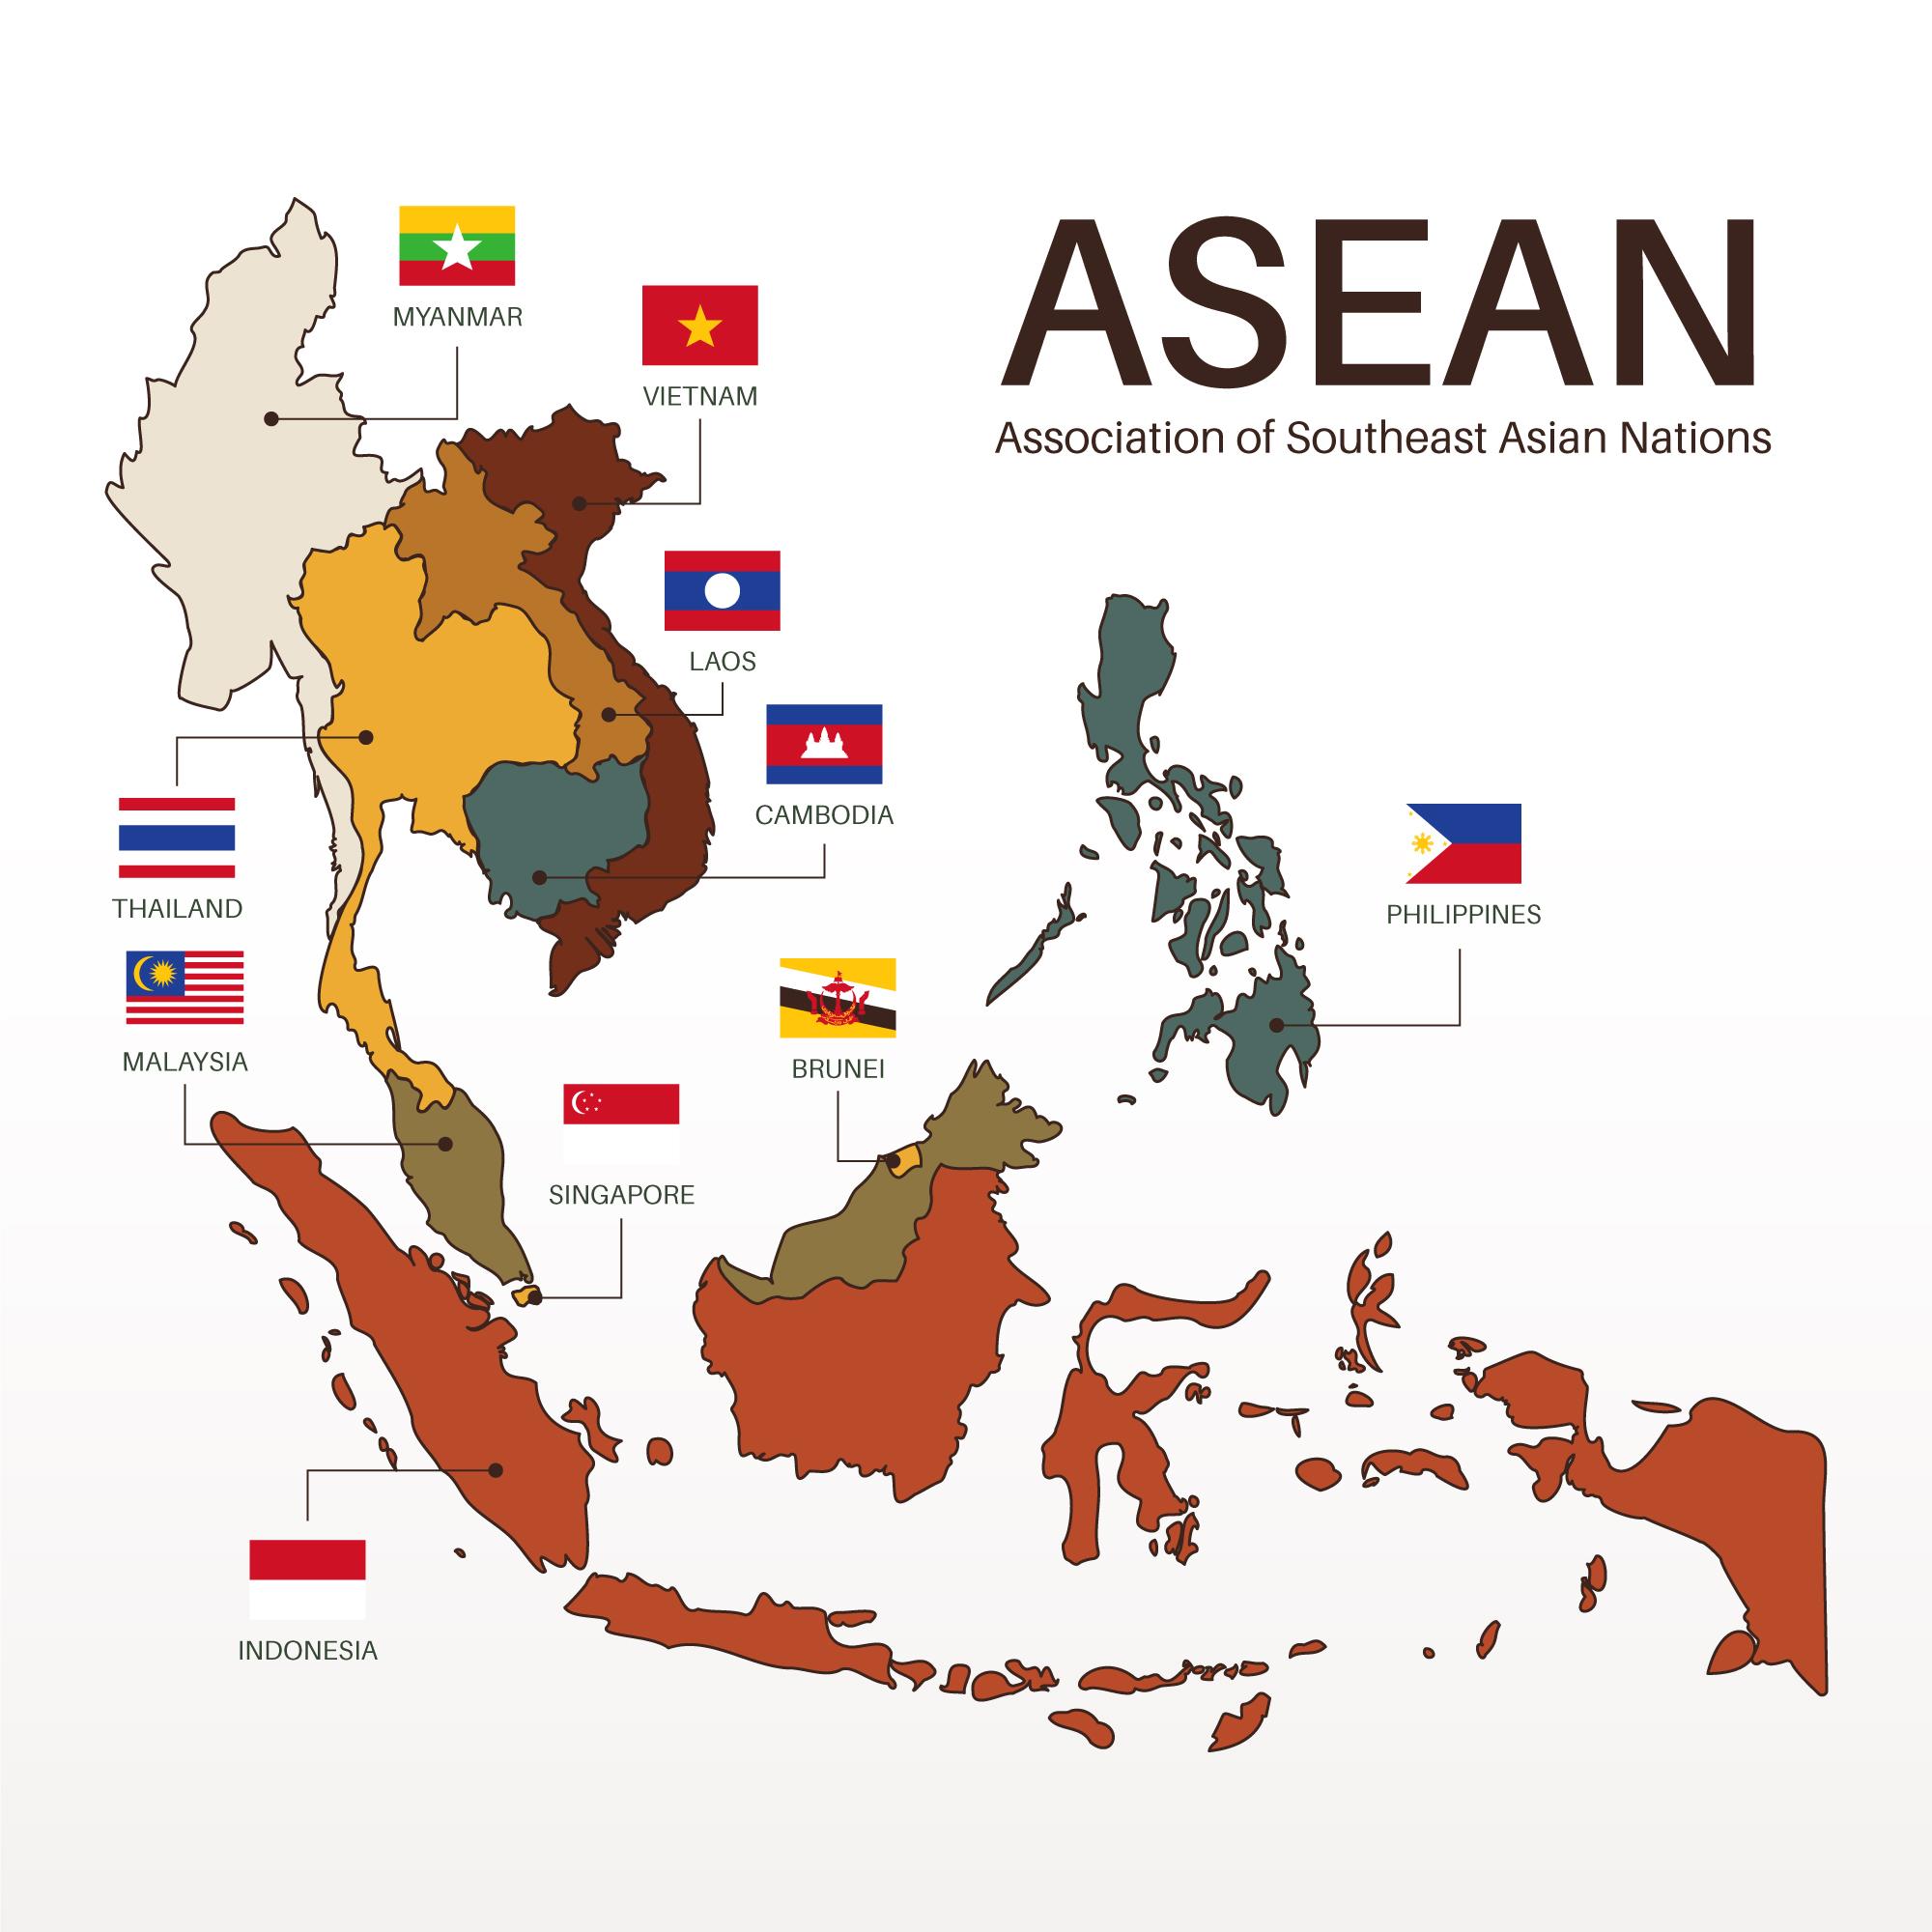 ASEAN
Association of Southeast Asian Nations
MYANMAR
VIETNAM
LAOS
CAMBODIA
THAILAND
PHILIPPINES
MALAYSIA
BRUNEI
SINGAPORE
INDONESIA